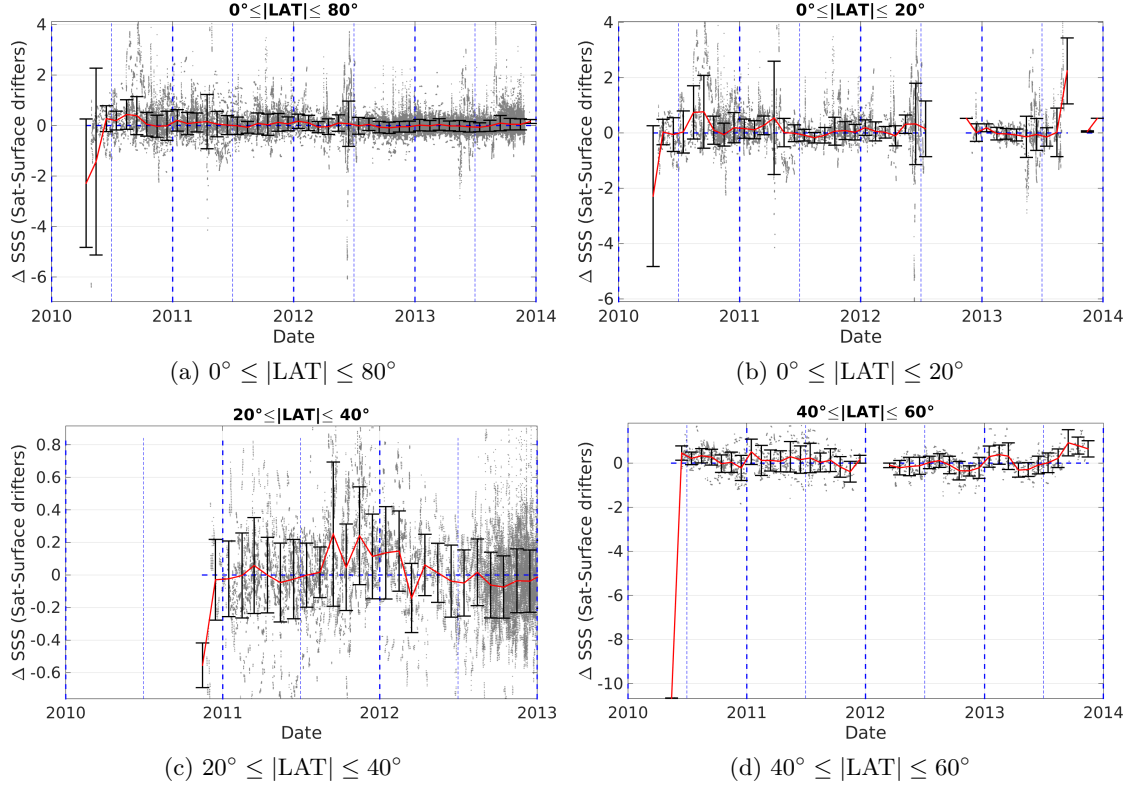 0°≤|LAT|≤ 80°
4
2
0
-2
-4
-6
Δ SSS (Sat-Surface drifters)
2010 2011 2012 2013 2014
Date
(a) 0° ≤ |LAT| ≤ 80°
0°≤|LAT|≤ 20°
4
2
0
-2
-4
-6
Δ SSS (Sat-Surface drifters)
2010 2011 2012 2013 2014
Date
(b) 0° ≤ |LAT| ≤ 20°
20°≤|LAT|≤ 40°
0.8
0.6
0.4
0.2
0
-0.2
-0.4
-0.6
Δ SSS (Sat-Surface drifters)
2010 2011 2012 2013
Date
(c) 20° ≤ |LAT| ≤ 40°
40°≤|LAT|≤ 60°
0
-2
-4
-6
-8
-10
Δ SSS (Sat-Surface drifters)
2010 2011 2012 2013 2014
Date
(d) 40° ≤ |LAT| ≤ 60°